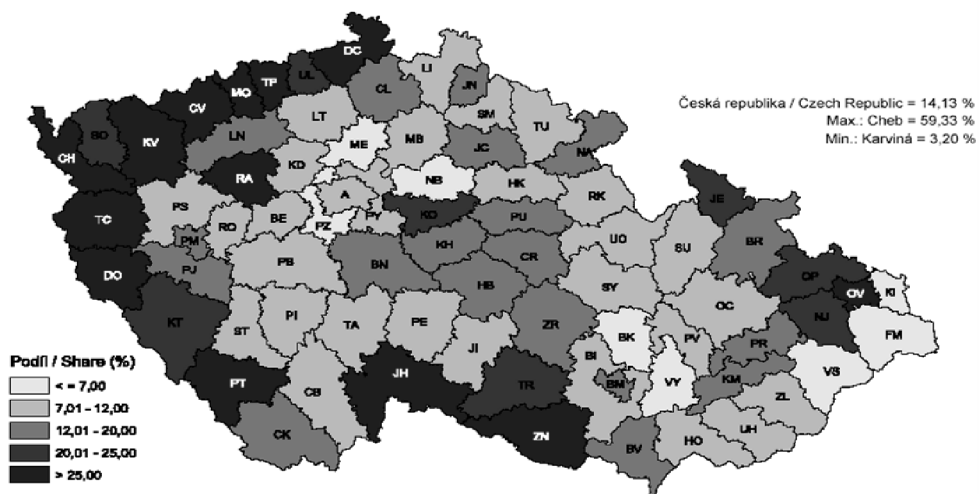 DC
UL
TP
LI
MO
CL
JN
CV
LT
SM
SO
KV
LN
ME
MB
TU
JC
NA
CH
RA
KD
NB
HK
RK
JE
A
TC
PS
RO
BE
PZ
PY
KO
PU
UO
SU
BR
PM
KH
CR
OP
OV
KI
DO
PJ
PB
BN
SY
OC
HB
NJ
FM
KT
ST
PI
TA
PE
ZR
BK
PV
PR
JI
BI
VS
PT
JH
TR
BM
VY
KM
ZL
CB
CK
ZN
BV
HO
UH
Česká republika / Czech Republic = 14,13 %
Max.: Cheb = 59,33 %
Min.: Karviná = 3,20 %
Podíl / Share (%)
< = 7,00
7,01 - 12,00
12,01 - 20,00
20,01 - 25,00
> 25,00